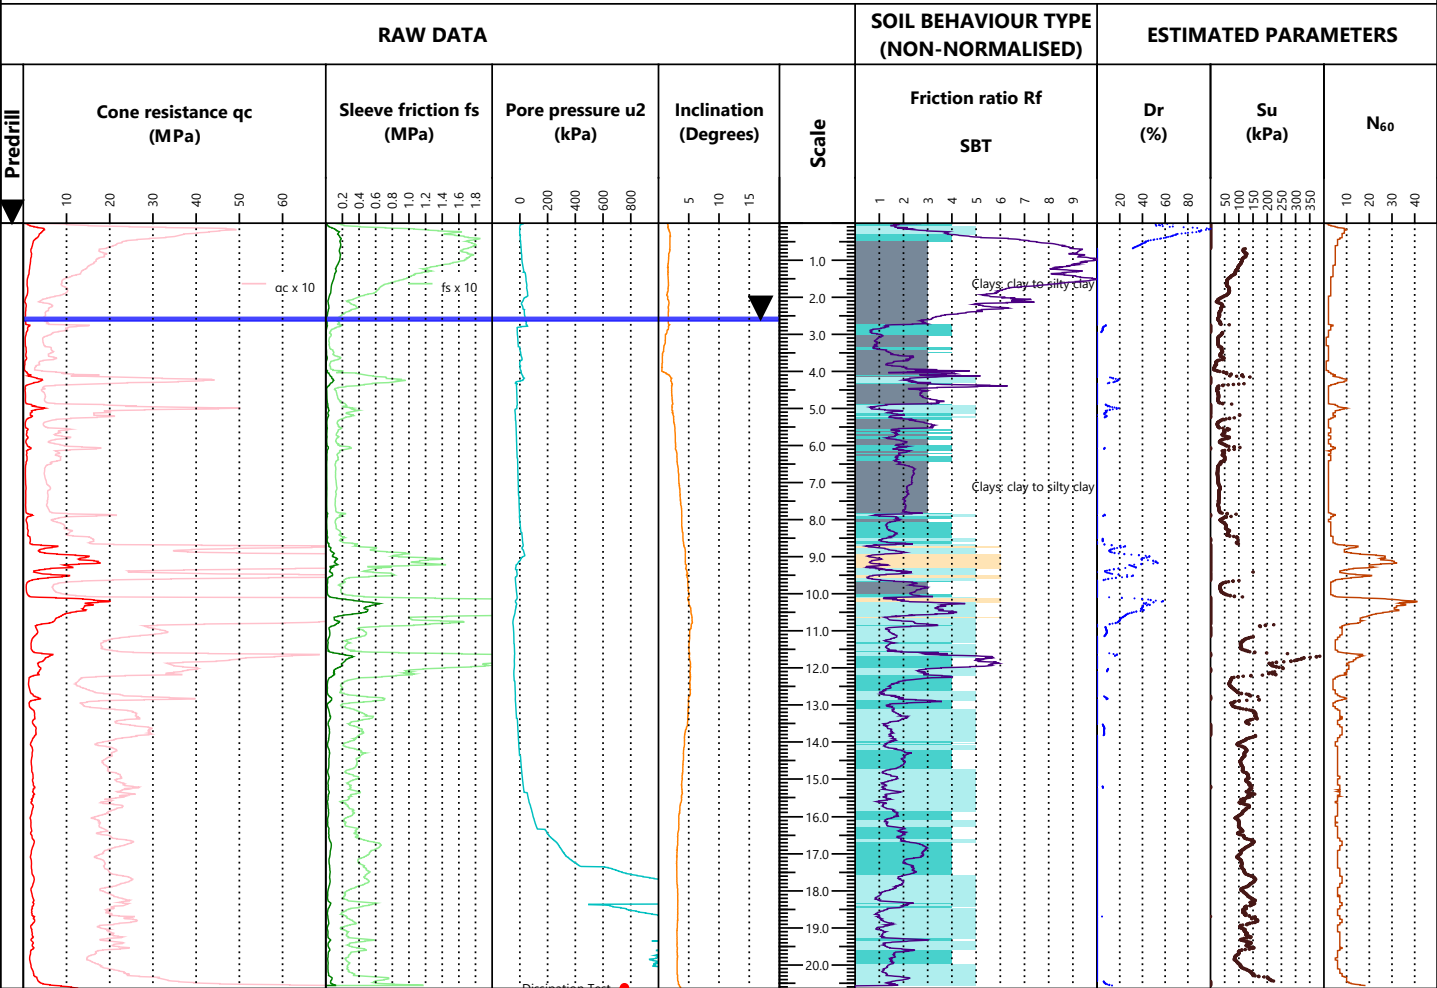 RAW DATA
SOIL BEHAVIOUR TYPE
(NON-NORMALISED)
ESTIMATED PARAMETERS
Predrill
Cone resistance qc
(MPa)
Sleeve friction fs
(MPa)
Pore pressure u2
(kPa)
Inclination
(Degrees)
Scale
Friction ratio Rf
SBT
Dr
(%)
Su
(kPa)
N60
10 20 30 40 50 60
0.2 0.4 0.6 0.8 1.0 1.2 1.4 1.6 1.8
0 200 400 600 800
5 10 15
1 2 3 4 5 6 7 8 9
20 40 60 80
50 100 150 200 250 300 350
10 20 30 40
qc x 10
fs x 10
1.0
2.0
3.0
4.0
5.0
6.0
7.0
8.0
9.0
10.0
11.0
12.0
13.0
14.0
15.0
16.0
17.0
18.0
19.0
20.0
Clays: clay to silty clay
Clays: clay to silty clay
Dissipation Test